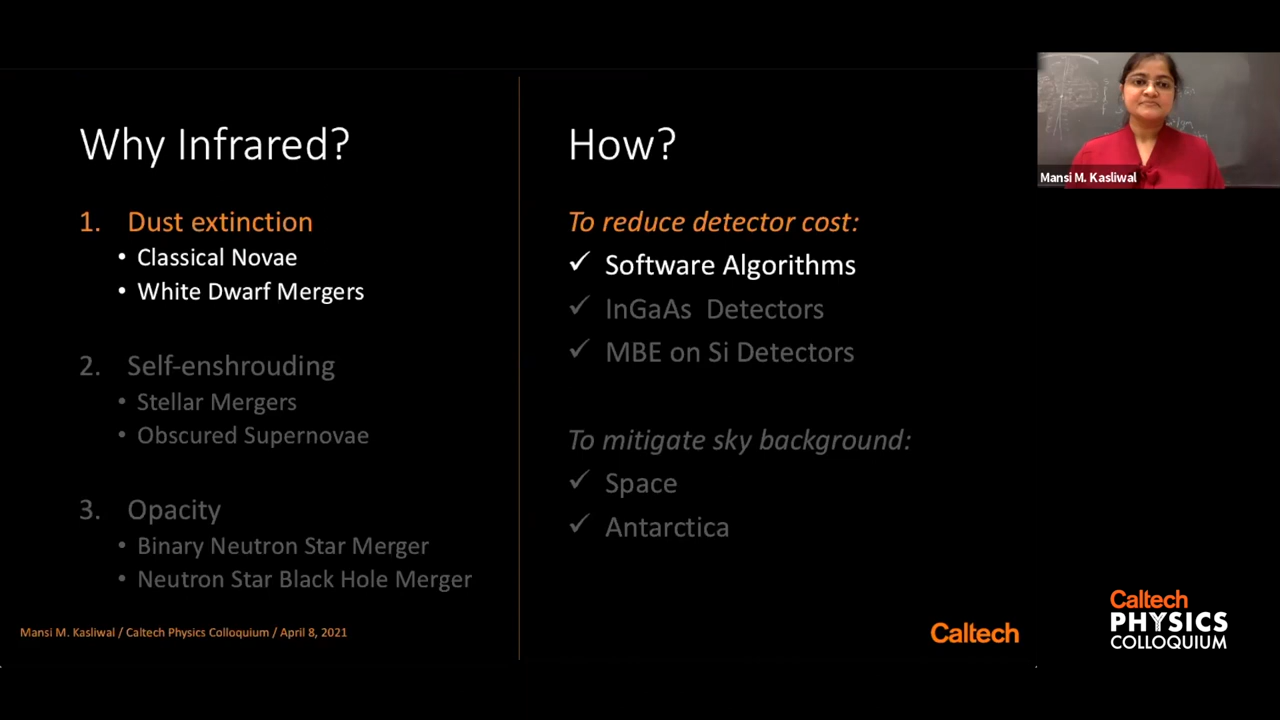 Why Infrared?
1. Dust extinction
• Classical Novae
• White Dwarf Mergers
2. Self-enshrouding
• Stellar Mergers
• Obscured Supernovae
3. Opacity
• Binary Neutron Star Merger
• Neutron Star Black Hole Merger
How?
To reduce detector cost:
✓ Software Algorithms
✓ InGaAs Detectors
✓ MBE on Si Detectors
To mitigate sky background:
✓ Space
✓ Antarctica
Mansi M. Kasliwal / Caltech Physics Colloquium / April 8, 2021
Caltech
Mansi M. Kasliwal
Caltech
PHYSICS
COLLOQUIUM